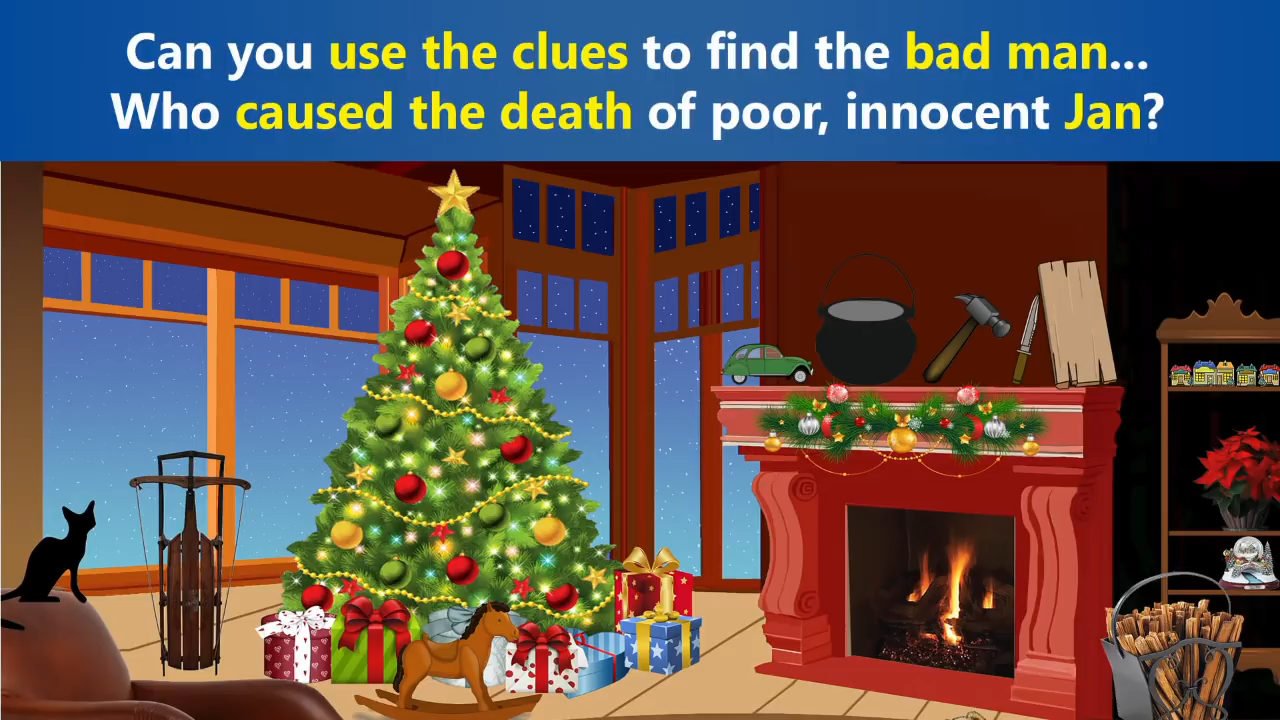 Can you use the clues to find the bad man...
Who caused the death of poor, innocent Jan?